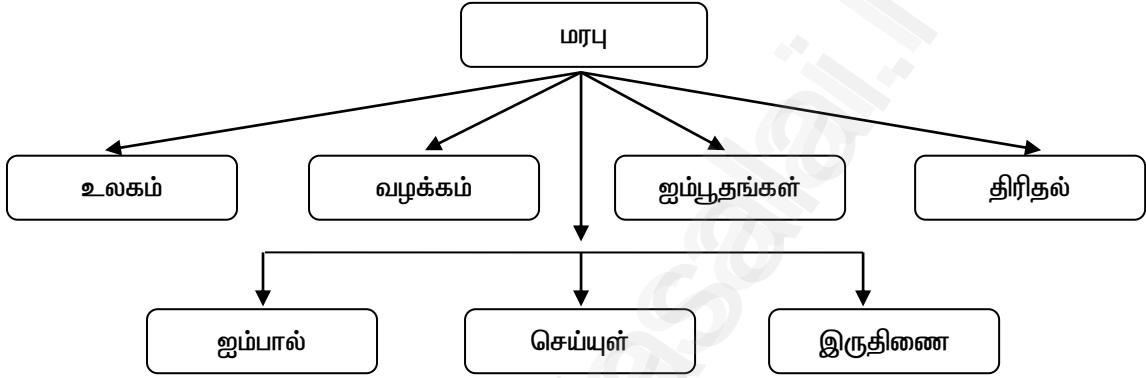 மரபு
உலகம்
வழக்கம்
ஐம்பூதங்கள்
திரிதல்
ஐம்பால்
செய்யுள்
இருதிணை